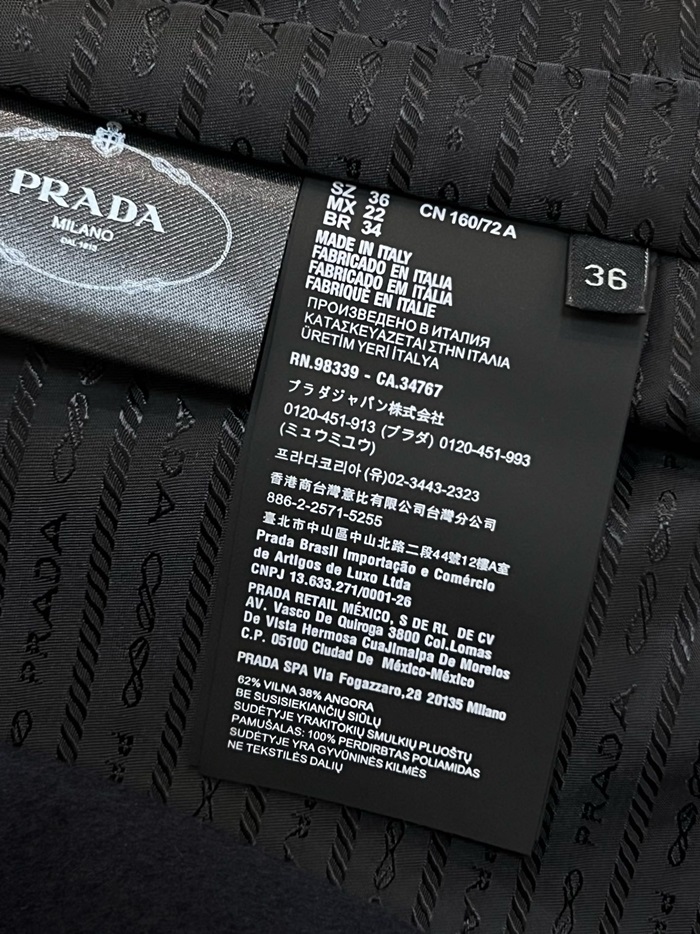 PRADA
MILANO
DAL 1913
SZ 36
MX 22
BR 34
CN 160/72 A
36
MADE IN ITALY
FABRICADO EN ITALIA
FABRICADO EM ITÁLIA
FABRIQUÉ EN ITALIE
ПРОИЗВЕДЕНО В ИТАЛИЯ
ΚΑΤΑΣΚΕΥΑΖΕΤΑΙ ΣΤΗΝ ΙΤΑΛΙΑ
ÜRETİM YERİ İTALYA
RN.98339 - CA.34767
プラダジャパン株式会社
0120-451-913 (プラダ) 0120-451-993
(ミュウミュウ)
프라다코리아(유)02-3443-2323
香港商台灣意比有限公司台灣分公司
886-2-2571-5255
臺北市中山區中山北路二段44號12樓A室
Prada Brasil Importação e Comércio
de Artigos de Luxo Ltda
CNPJ 13.633.271/0001-26
PRADA RETAIL MÉXICO, S DE RL DE CV
AV. Vasco De Quiroga 3800 Col.Lomas
De Vista Hermosa CuaJimalpa De Morelos
C.P. 05100 Ciudad De México-México
PRADA SPA Via Fogazzaro,28 20135 Milano
62% VILNA 38% ANGORA
BE SUSISIEKIANČIŲ SIŪLŲ
SUDĖTYJE YRAKITOKIŲ SMULKIŲ PLUOŠTŲ
PAMUŠALAS: 100% PERDIRBTAS POLIAMIDAS
SUDĖTYJE YRA GYVŪNINĖS KILMĖS
NE TEKSTILĖS DALIŲ
PRADA
PRADA